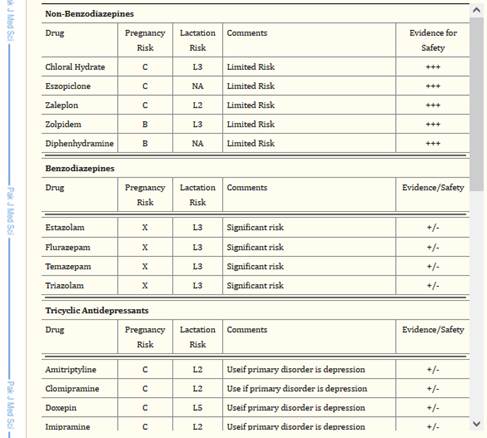 Pak J Med Sci
Pak J Med Sci
Pak J Med Sci
Non-Benzodiazepines
Drug Pregnancy Risk Lactation Risk Comments Evidence for Safety
Chloral Hydrate C L3 Limited Risk +++
Eszopiclone C NA Limited Risk +++
Zaleplon C L2 Limited Risk +++
Zolpidem B L3 Limited Risk +++
Diphenhydramine B NA Limited Risk +++
Benzodiazepines
Drug Pregnancy Risk Lactation Risk Comments Evidence/Safety
Estazolam X L3 Significant risk +/-
Flurazepam X L3 Significant risk +/-
Temazepam X L3 Significant risk +/-
Triazolam X L3 Significant risk +/-
Tricyclic Antidepressants
Drug Pregnancy Risk Lactation Risk Comments Evidence/Safety
Amitriptyline C L2 Useif primary disorder is depression +/-
Clomipramine C L2 Use if primary disorder is depression +/-
Doxepin C L5 Useif primary disorder is depression +/-
Imipramine C L2 Useif primary disorder is depression +/-